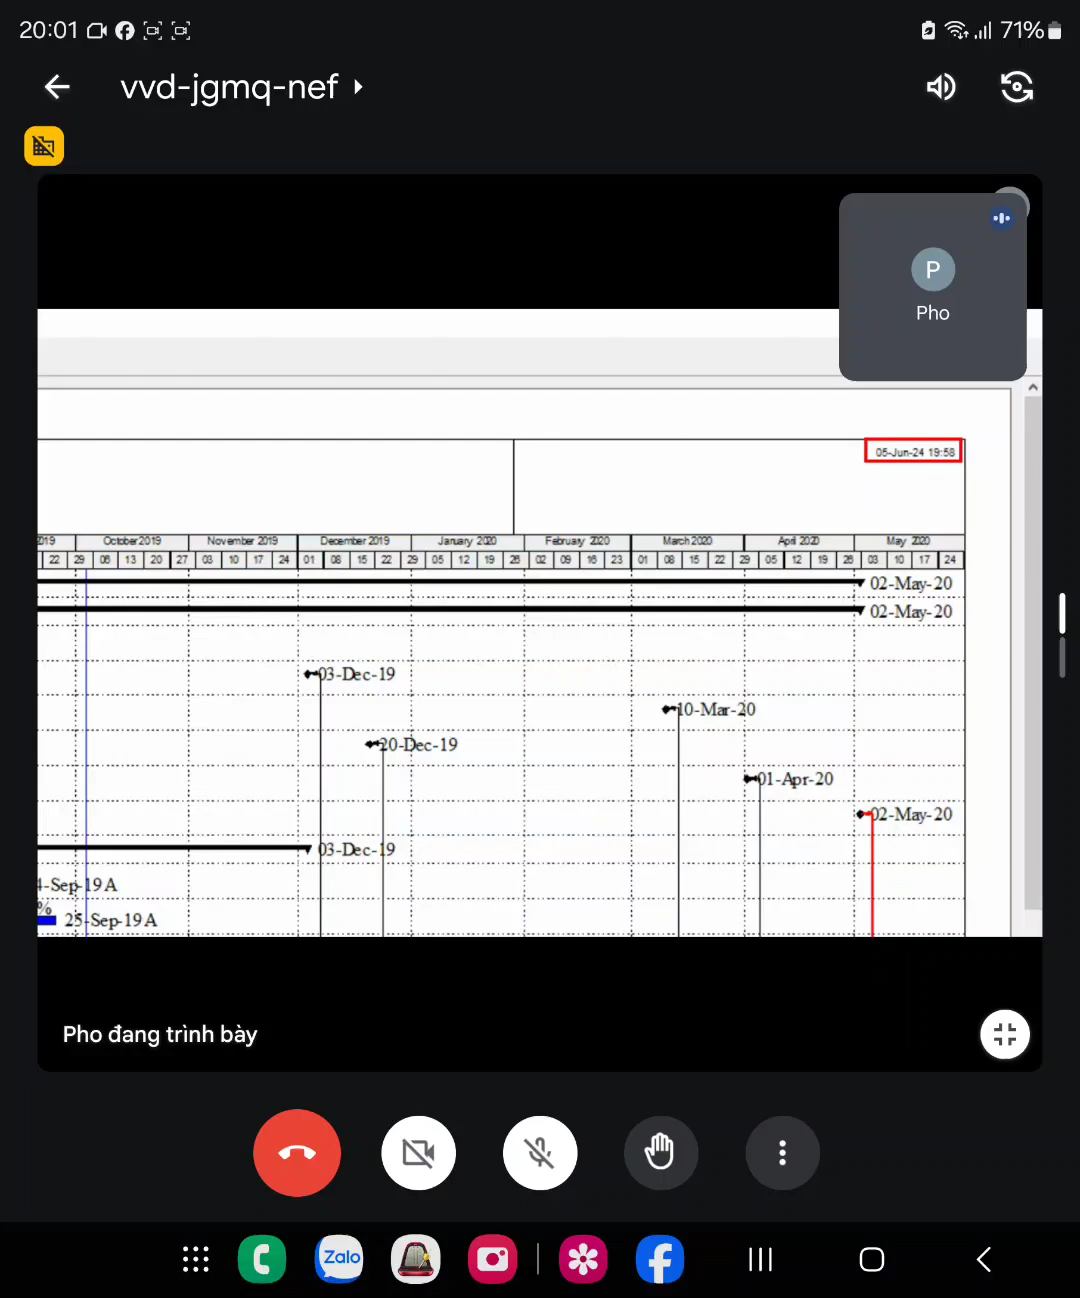 20:01 71%
vvd-jgmq-nef
P
Pho
05-Jun-24 19:58
2019 October 2019 November 2019 December 2019 January 2020 February 2020 March 2020 April 2020 May 2020
22 29 06 13 20 27 03 10 17 24 01 08 15 22 29 05 12 19 26 02 09 16 23 01 08 15 22 29 05 12 19 26 03 10 17 24
02-May-20
02-May-20
03-Dec-19
10-Mar-20
20-Dec-19
01-Apr-20
02-May-20
03-Dec-19
4-Sep-19 A
%
25-Sep-19 A
Pho đang trình bày
Zalo